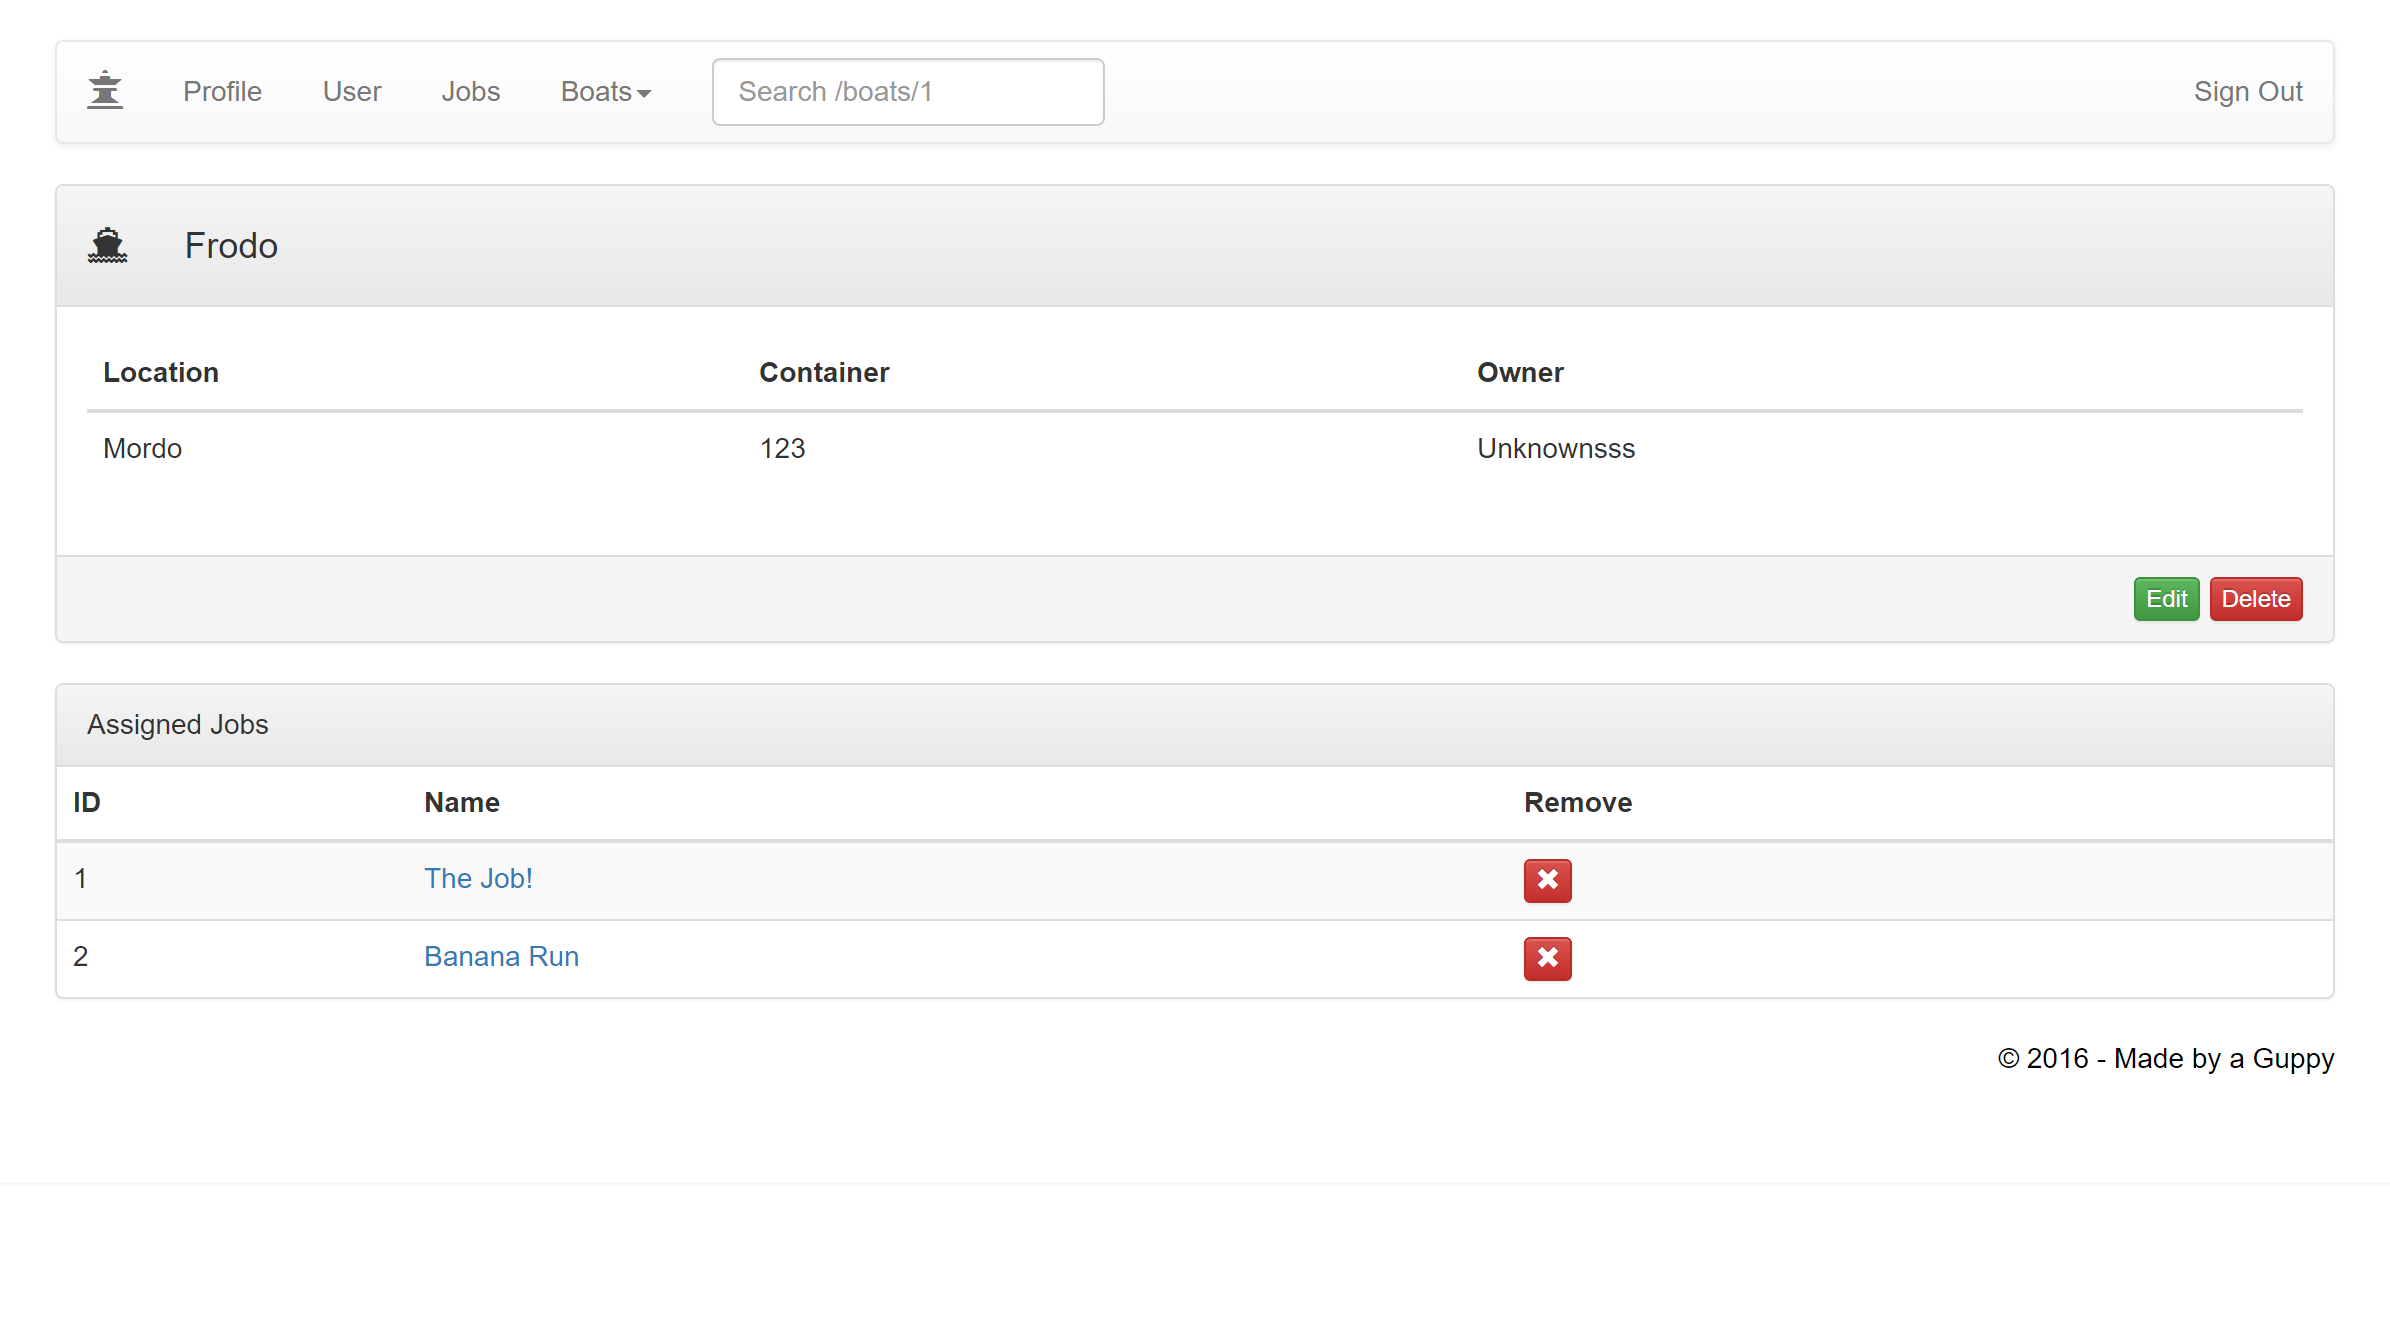 Profile User Jobs Boats Search /boats/1 Sign Out
Frodo
Location Container Owner
Mordo 123 Unknownsss
Edit Delete
Assigned Jobs
ID Name Remove
1 The Job!
2 Banana Run
© 2016 - Made by a Guppy